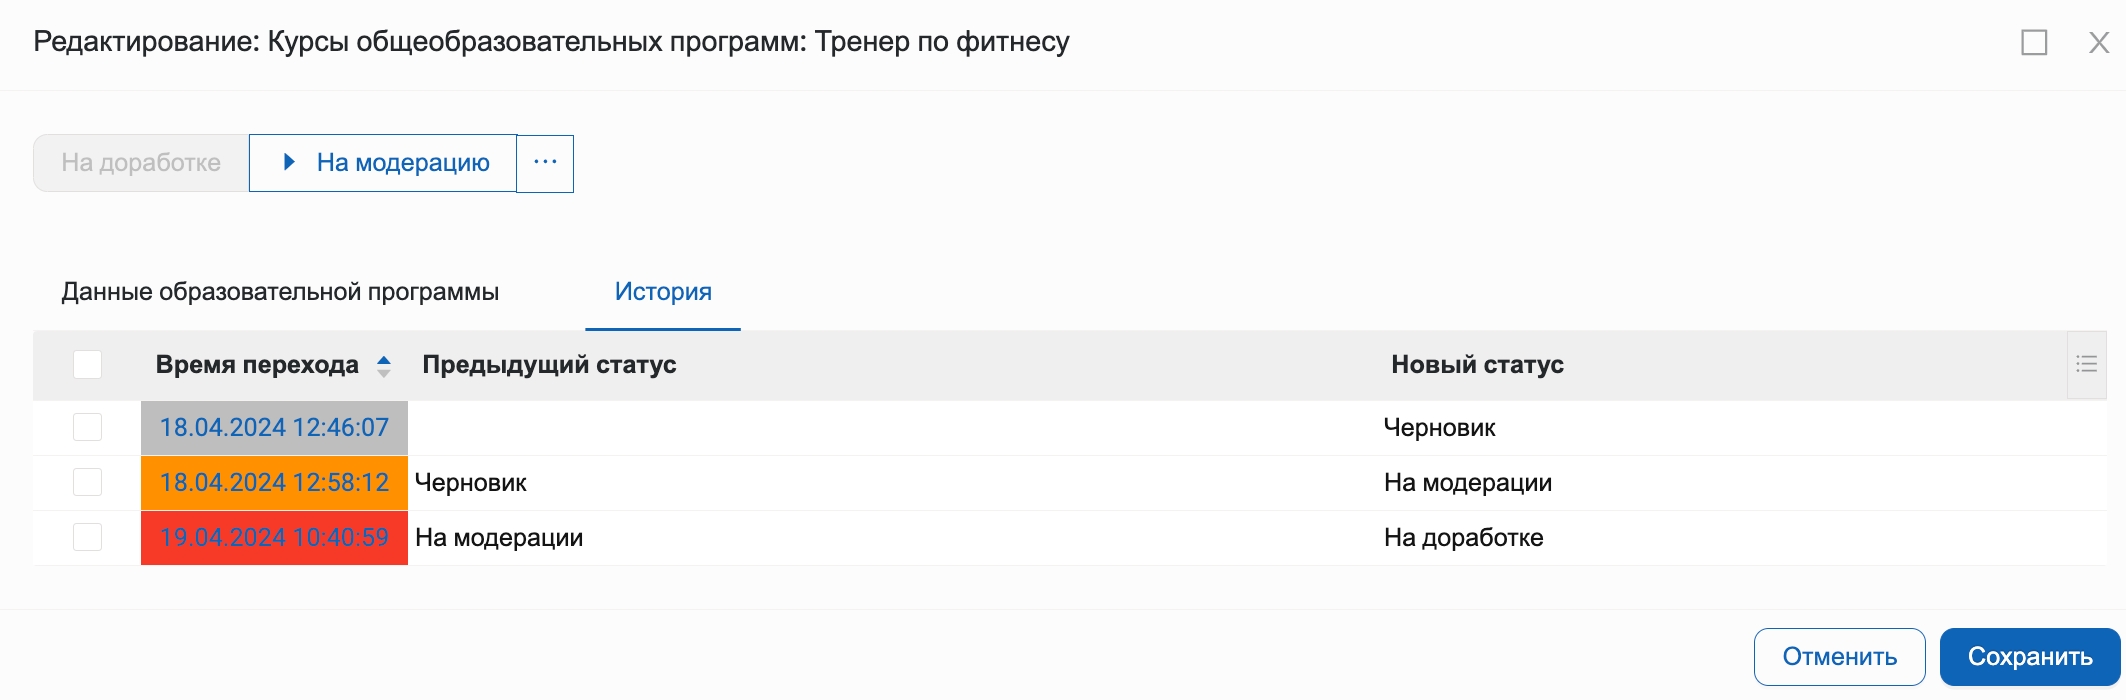 Редактирование: Курсы общеобразовательных программ: Тренер по фитнесу
На доработке На модерацию ...
Данные образовательной программы История
Время перехода Предыдущий статус Новый статус
18.04.2024 12:46:07 Черновик
18.04.2024 12:58:12 Черновик На модерации
19.04.2024 10:40:59 На модерации На доработке
Отменить Сохранить